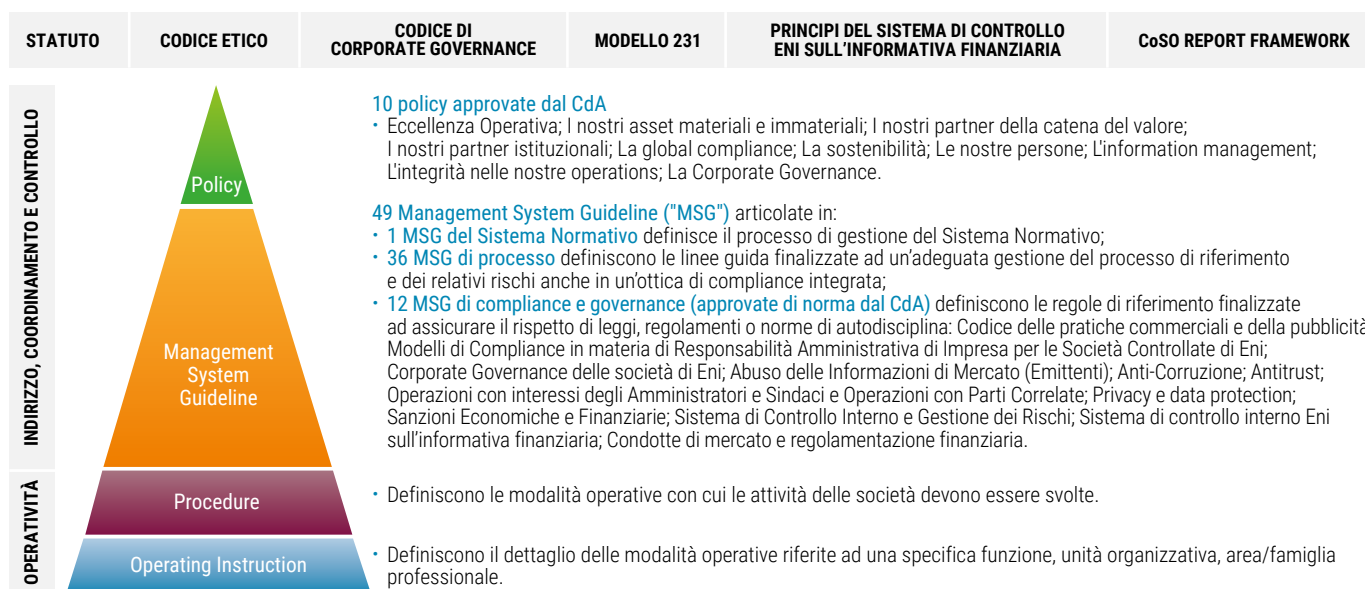 STATUTO
CODICE ETICO
CODICE DI
CORPORATE GOVERNANCE
MODELLO 231
PRINCIPI DEL SISTEMA DI CONTROLLO
ENI SULL'INFORMATIVA FINANZIARIA
CoSO REPORT FRAMEWORK
INDIRIZZO, COORDINAMENTO E CONTROLLO
Policy
10 policy approvate dal CdA
• Eccellenza Operativa; I nostri asset materiali e immateriali; I nostri partner della catena del valore;
I nostri partner istituzionali; La global compliance; La sostenibilità; Le nostre persone; L'information management;
L'integrità nelle nostre operations; La Corporate Governance.
Management
System
Guideline
49 Management System Guideline ("MSG") articolate in:
• 1 MSG del Sistema Normativo definisce il processo di gestione del Sistema Normativo;
• 36 MSG di processo definiscono le linee guida finalizzate ad un'adeguata gestione del processo di riferimento
e dei relativi rischi anche in un'ottica di compliance integrata;
• 12 MSG di compliance e governance (approvate di norma dal CdA) definiscono le regole di riferimento finalizzate
ad assicurare il rispetto di leggi, regolamenti o norme di autodisciplina: Codice delle pratiche commerciali e della pubblicità
Modelli di Compliance in materia di Responsabilità Amministrativa di Impresa per le Società Controllate di Eni;
Corporate Governance delle società di Eni; Abuso delle Informazioni di Mercato (Emittenti); Anti-Corruzione; Antitrust;
Operazioni con interessi degli Amministratori e Sindaci e Operazioni con Parti Correlate; Privacy e data protection;
Sanzioni Economiche e Finanziarie; Sistema di Controllo Interno e Gestione dei Rischi; Sistema di controllo interno Eni
sull'informativa finanziaria; Condotte di mercato e regolamentazione finanziaria.
OPERATIVITÀ
Procedure
• Definiscono le modalità operative con cui le attività delle società devono essere svolte.
Operating Instruction
• Definiscono il dettaglio delle modalità operative riferite ad una specifica funzione, unità organizzativa, area/famiglia
professionale.